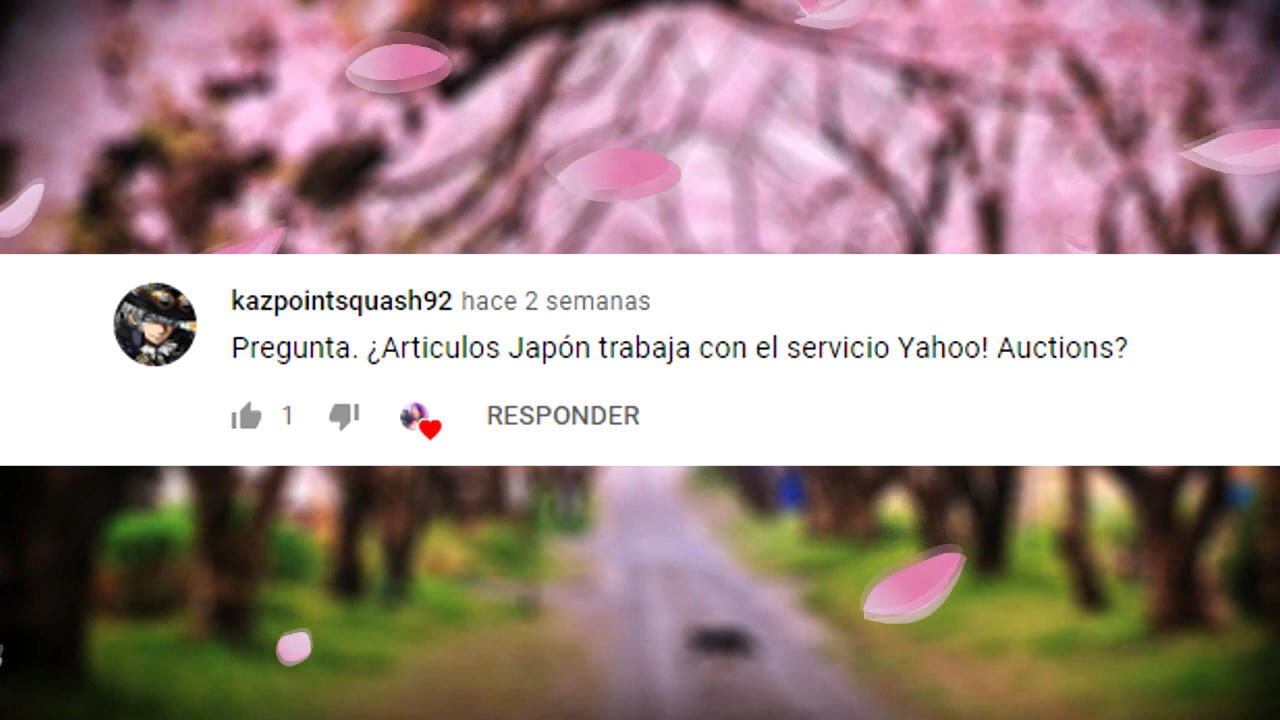 kazpointsquash92 hace 2 semanas
Pregunta. ¿Articulos Japón trabaja con el servicio Yahoo! Auctions?
1 RESPONDER